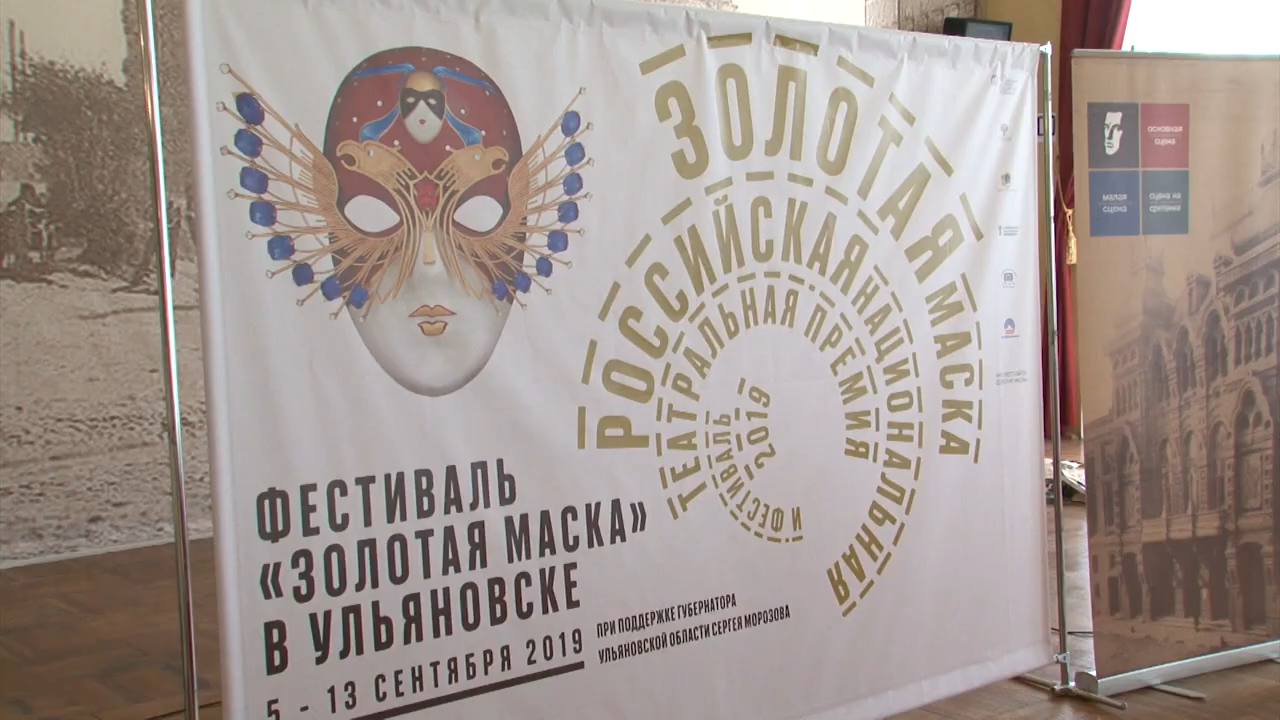 ФЕСТИВАЛЬ
«ЗОЛОТАЯ МАСКА»
В УЛЬЯНОВСКЕ
5 - 13 СЕНТЯБРЯ 2019
ПРИ ПОДДЕРЖКЕ ГУБЕРНАТОРА
УЛЬЯНОВСКОЙ ОБЛАСТИ СЕРГЕЯ МОРОЗОВА
ЗОЛОТАЯ МАСКА
РОССИЙСКАЯ НАЦИОНАЛЬНАЯ
ТЕАТРАЛЬНАЯ ПРЕМИЯ
И ФЕСТИВАЛЬ
2019
основная
сцена
малая
сцена
сцена на
сретенке